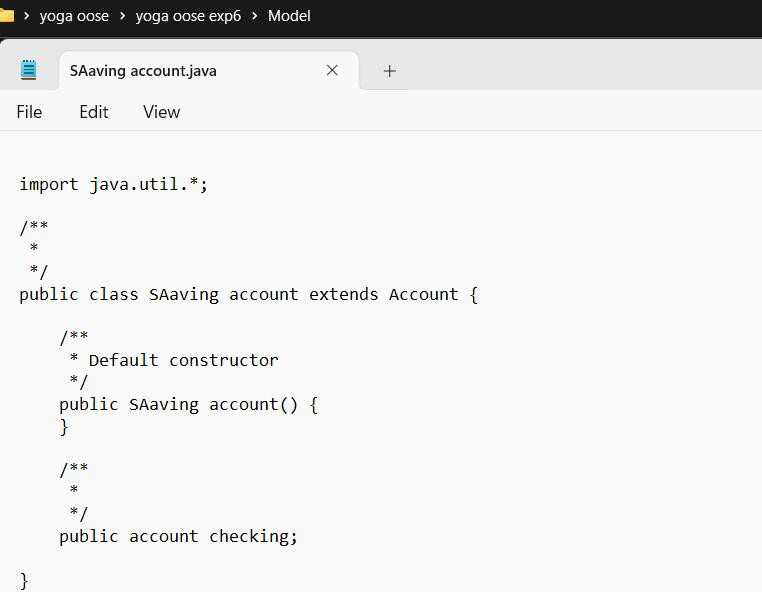 yoga oose > yoga oose exp6 > Model
SAaving account.java
File Edit View
import java.util.*;
/**
*
*/
public class SAaving account extends Account {
/**
* Default constructor
*/
public SAaving account() {
}
/**
*
*/
public account checking;
}